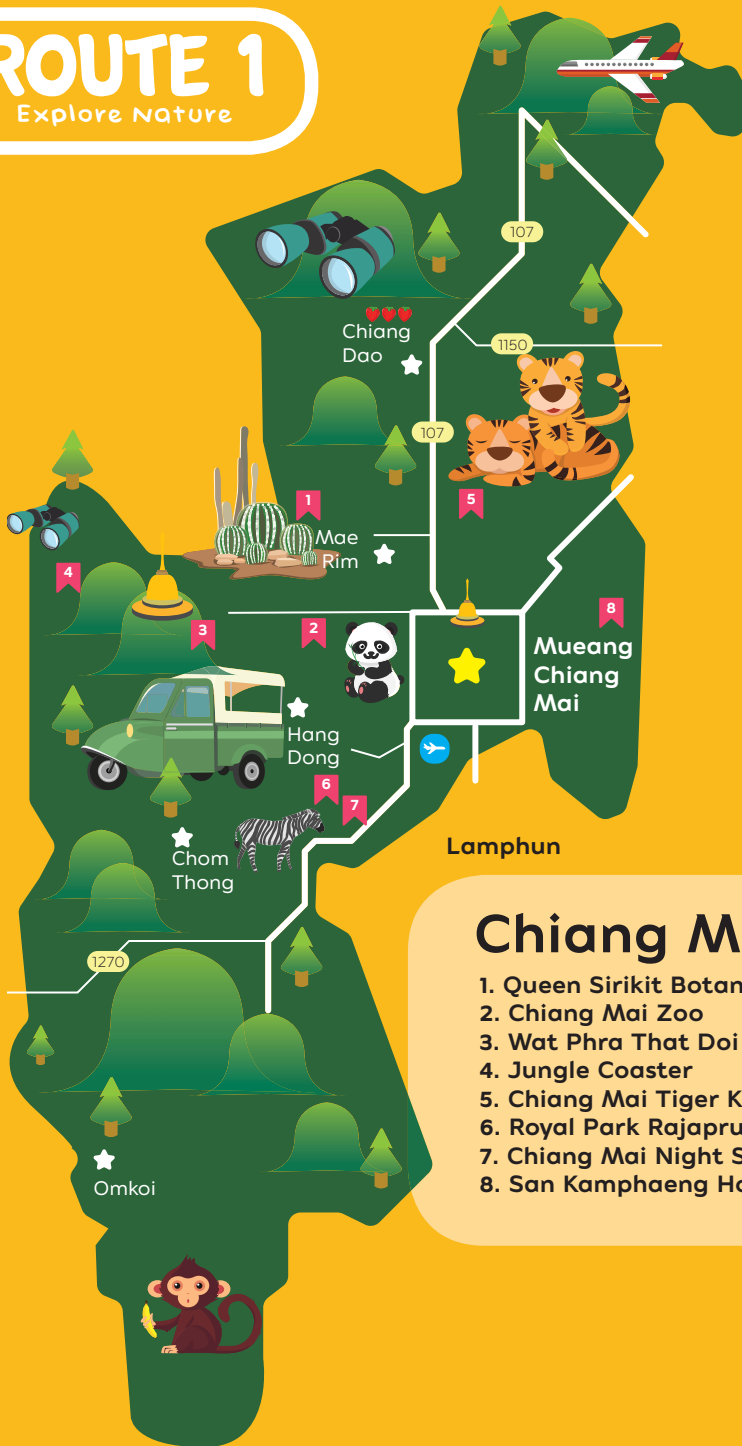 ROUTE 1
Explore Nature
107
Chiang
Dao
1150
107
1
5
Mae
Rim
4
3
2
8
Mueang
Chiang
Mai
Hang
Dong
6
7
Chom
Thong
Lamphun
1270
Omkoi
Chiang M
1. Queen Sirikit Botan
2. Chiang Mai Zoo
3. Wat Phra That Doi
4. Jungle Coaster
5. Chiang Mai Tiger K
6. Royal Park Rajapru
7. Chiang Mai Night S
8. San Kamphaeng Ho